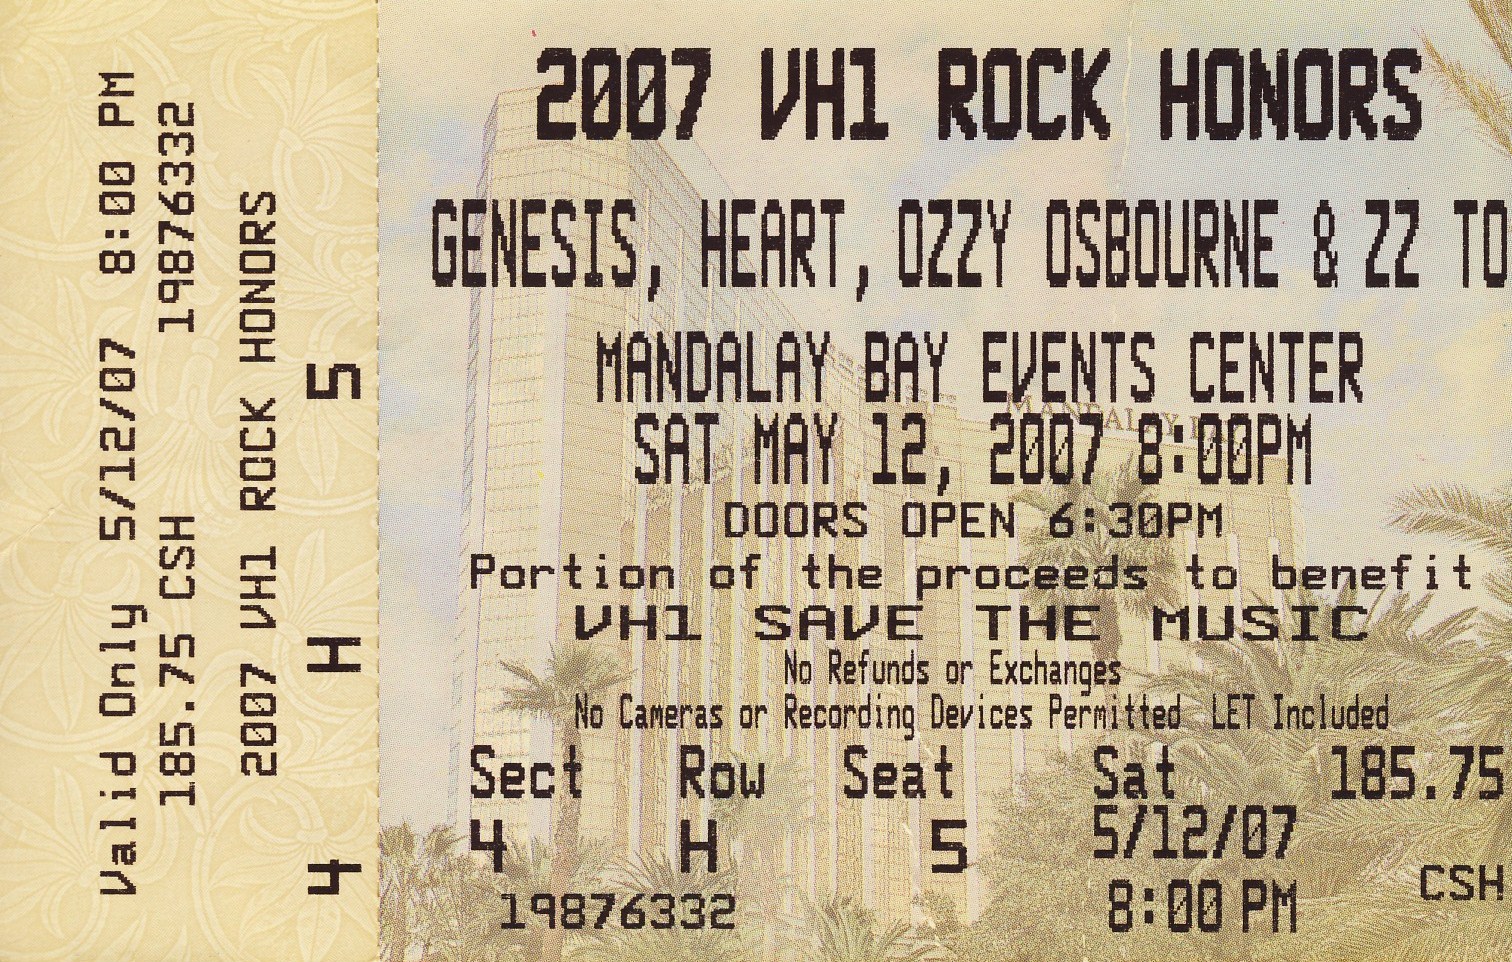 Valid Only 5/12/07 8:00 PM
185.75 CSH 19876332
2007 VH1 ROCK HONORS
4 H 5
2007 VH1 ROCK HONORS
GENESIS, HEART, OZZY OSBOURNE & ZZ TO
MANDALAY BAY EVENTS CENTER
MANDALAY BA
SAT MAY 12, 2007 8:00PM
DOORS OPEN 6:30PM
Portion of the proceeds to benefit
VH1 SAVE THE MUSIC
No Refunds or Exchanges
No Cameras or Recording Devices Permitted LET Included
Sect Row Seat Sat 185.75
4 H 5 5/12/07
19876332 8:00 PM CSH